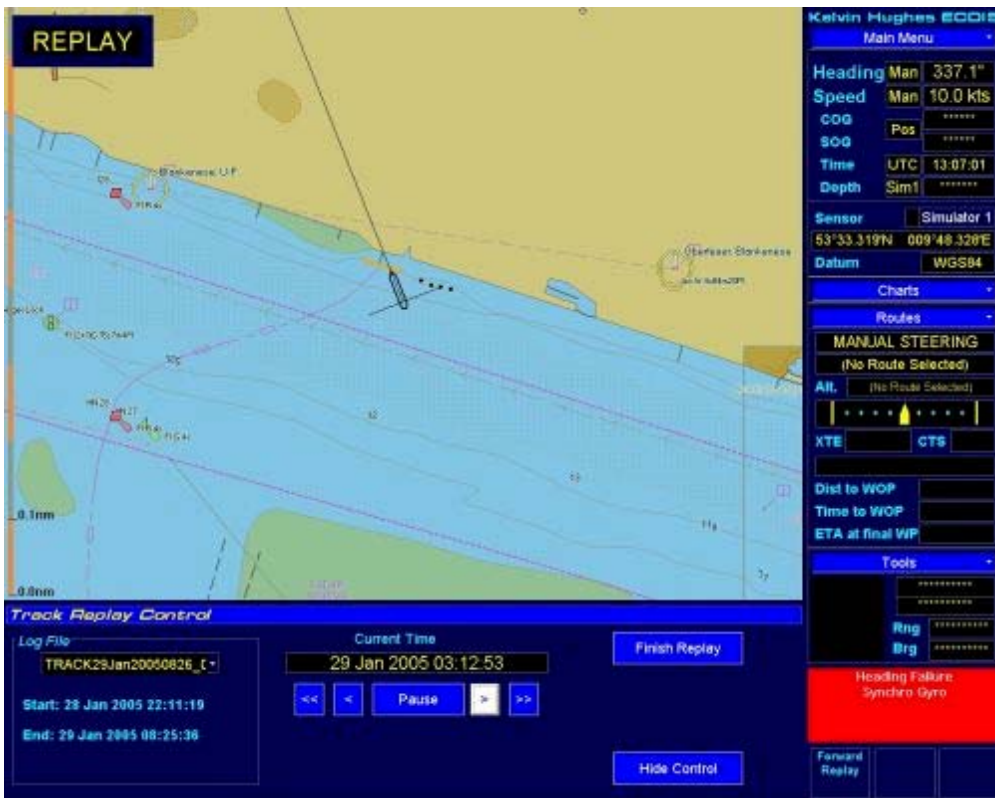 REPLAY
Blankenese UF
Oberfeuer Blankenese
0.1nm
0.0nm
Kelvin Hughes ECDIS
Main Menu
Heading Man 337.1°
Speed Man 10.0 kts
COG Pos ******
SOG ******
Time UTC 13:07:01
Depth Sim1 *******
Sensor Simulator 1
53°33.319'N 009°48.328'E
Datum WGS84
Charts
Routes
MANUAL STEERING
(No Route Selected)
Alt. (No Route Selected)
XTE CTS
Dist to WOP
Time to WOP
ETA at final WP
Tools
**********
**********
Rng **********
Brg **********
Heading Failure
Synchro Gyro
Forward
Replay
Track Replay Control
Log File
TRACK29Jan20050826_
Start: 28 Jan 2005 22:11:19
End: 29 Jan 2005 08:25:36
Current Time
29 Jan 2005 03:12:53
<< < Pause > >>
Finish Replay
Hide Control